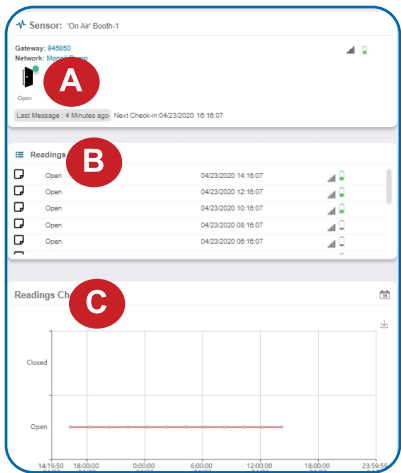 Sensor: 'On Air' Booth-1
Gateway: 945850
Network:
A
Open
Last Message : 4 Minutes ago Next Check-in:04/23/2020 16:16:07
Readings
B
Open 04/23/2020 14:16:07
Open 04/23/2020 12:16:07
Open 04/23/2020 10:16:07
Open 04/23/2020 08:16:07
Open 04/23/2020 06:16:07
Readings
C
31
Closed
Open
14:19:50 18:00:00 0:00:00 6:00:00 12:00:00 18:00:00 23:59:59